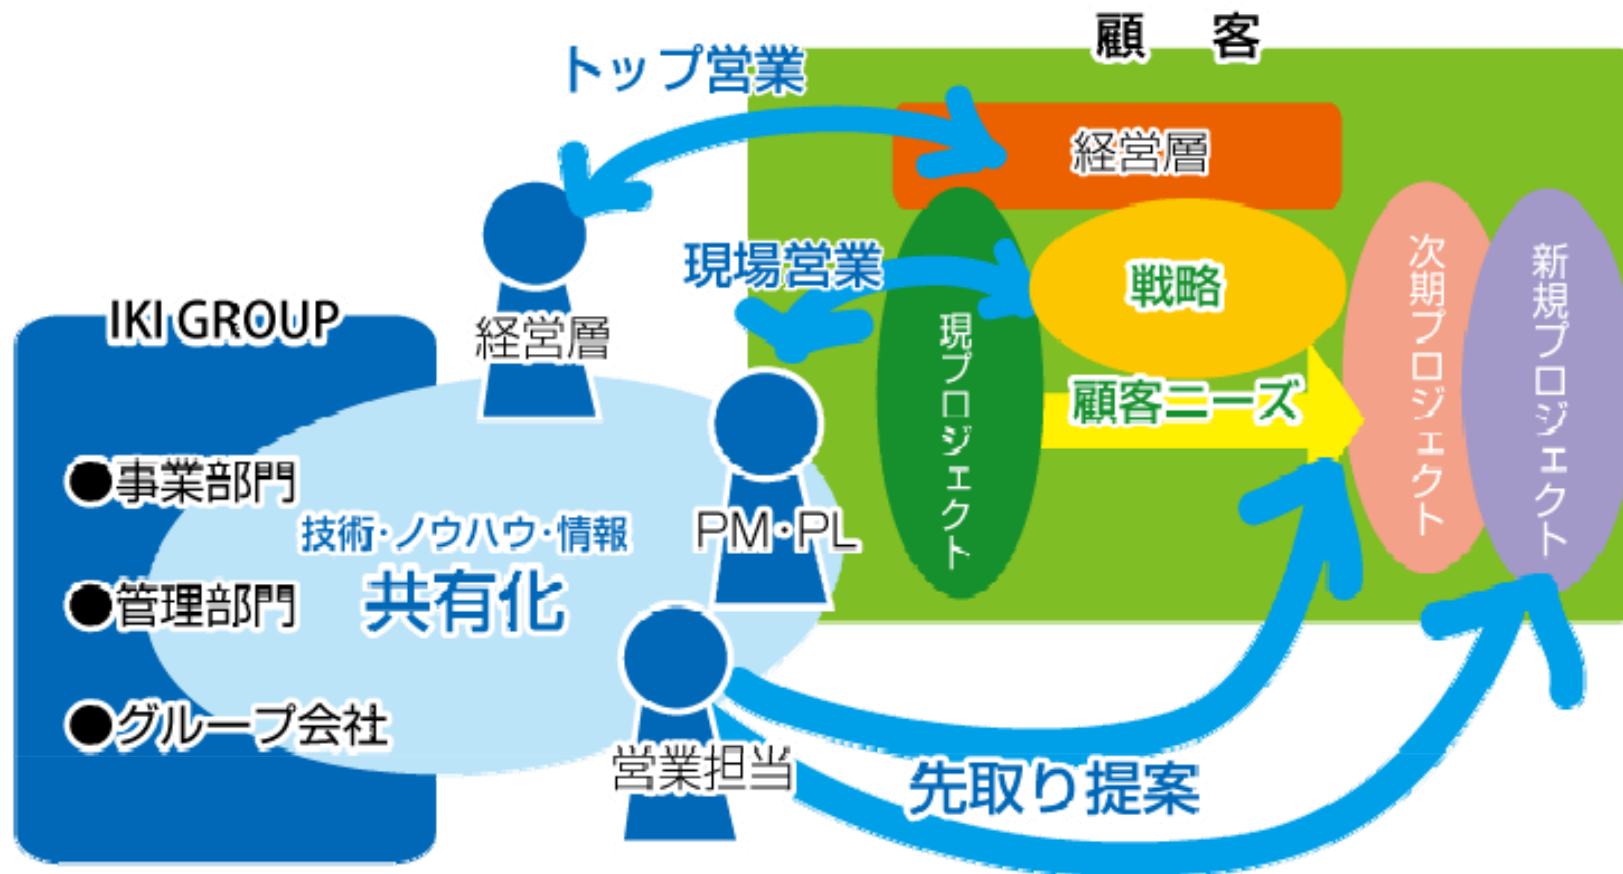 顧 客
トップ営業
経営層
現場営業
戦略
現プロジェクト
顧客ニーズ
次期プロジェクト
新規プロジェクト
IKI GROUP
経営層
●事業部門
技術・ノウハウ・情報
PM・PL
●管理部門
共有化
●グループ会社
営業担当
先取り提案